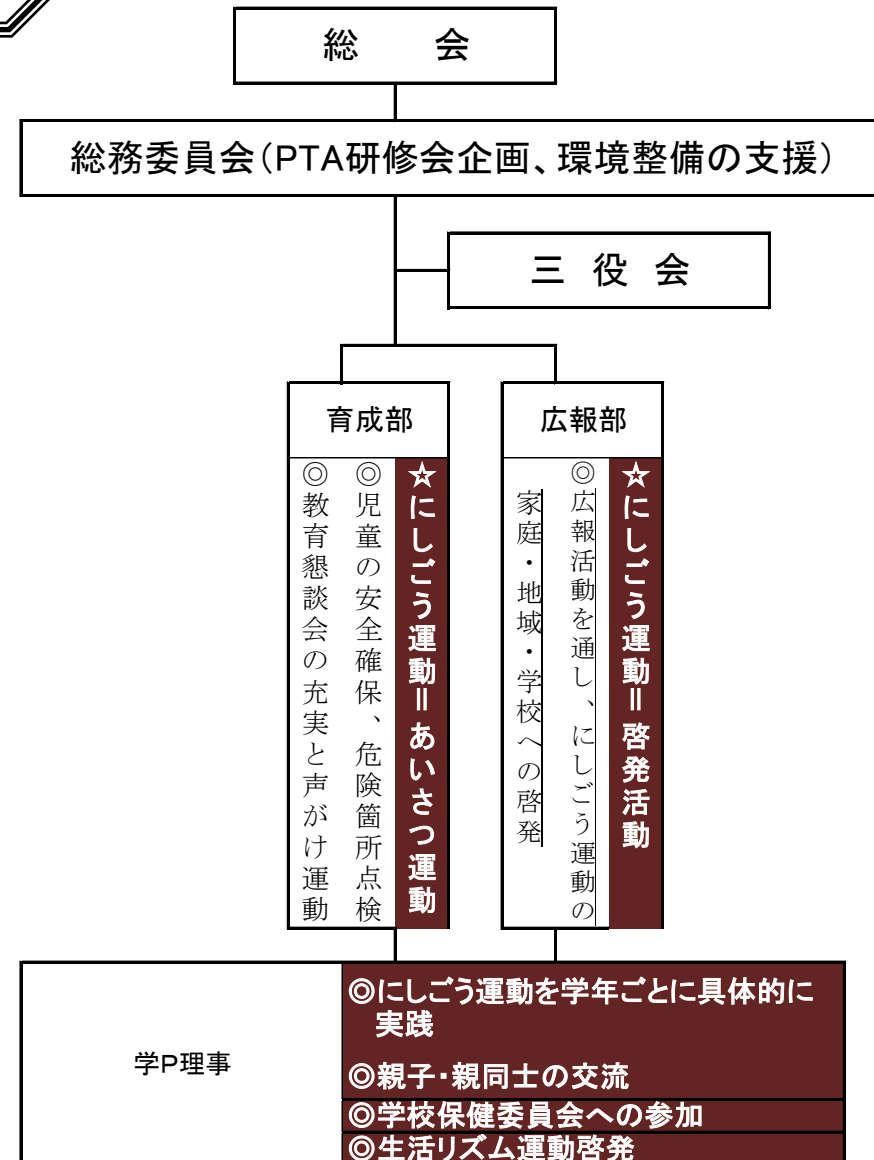 総　会
総務委員会（PTA研修会企画、環境整備の支援）
三 役 会
育成部
☆にしごう運動＝あいさつ運動
◎児童の安全確保、危険箇所点検
◎教育懇談会の充実と声がけ運動
広報部
☆にしごう運動＝啓発活動
◎広報活動を通し、にしごう運動の
家庭・地域・学校への啓発
学P理事
◎にしごう運動を学年ごとに具体的に
実践
◎親子・親同士の交流
◎学校保健委員会への参加
◎生活リズム運動啓発